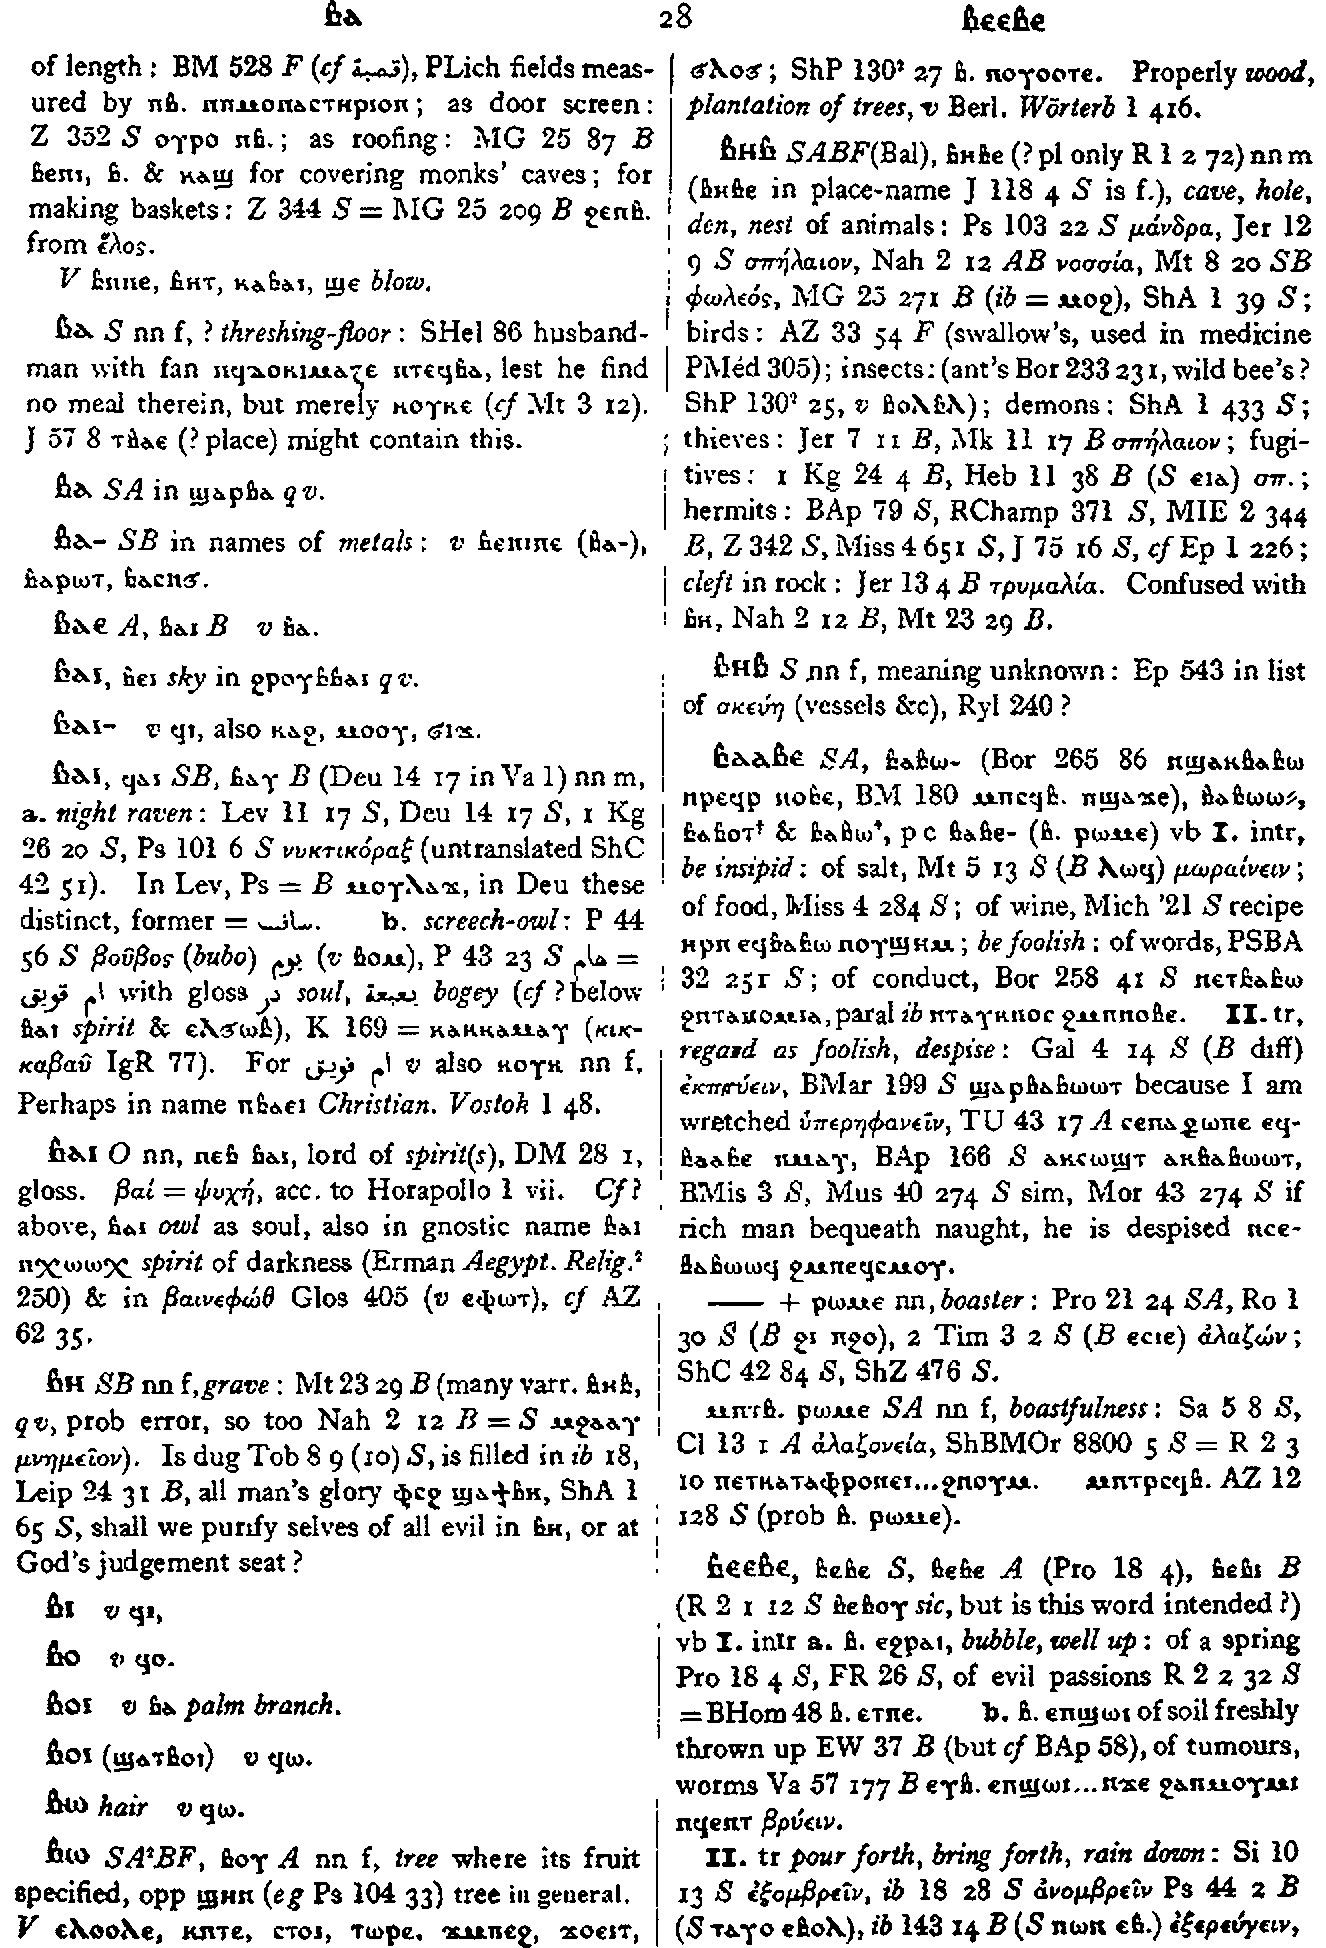 ⲃⲁ 28 ⲃⲉⲉⲃⲉ
of length: BM 528 F (cf قصبة), PLich fields meas-
ured by ⲛⲃ. ⲛⲛⲙⲟⲛⲁⲥⲧⲏⲣⲓⲟⲛ; as door screen:
Z 352 S ⲟⲩⲣⲟ ⲛⲃ.; as roofing: MG 25 87 B
ⲃⲉⲛⲓ, ⲃ. & ⲕⲁϣ for covering monks' caves; for
making baskets: Z 344 S = MG 25 209 B ϩⲉⲛⲃ.
from ἕλος.
V ⲃⲛⲛⲉ, ⲃⲏⲧ, ⲕⲁⲃⲁⲓ, ϣⲉ blow.
ⲃⲁ S nn f, ? threshing-floor: SHel 86 husband-
man with fan ⲛϥⲇⲟⲕⲓⲙⲁⲍⲉ ⲛⲧⲉϥⲃⲁ, lest he find
no meal therein, but merely ⲕⲟⲩⲕⲉ (cf Mt 3 12).
J 57 8 ⲧⲃⲁⲉ (? place) might contain this.
ⲃⲁ SA in ϣⲁⲣⲃⲁ qv.
ⲃⲁ- SB in names of metals: v ⲃⲉⲛⲓⲡⲉ (ⲃⲁ-),
ⲃⲁⲣⲱⲧ, ⲃⲁⲥⲛϭ.
ⲃⲁⲉ A, ⲃⲁⲓ B v ⲃⲁ.
ⲃⲁⲓ, ⲃⲉⲓ sky in ϩⲣⲟⲩⲃⲃⲁⲓ qv.
ⲃⲁⲓ- v ϥⲓ, also ⲕⲁϩ, ⲙⲟⲟⲩ, ϭⲓϫ.
ⲃⲁⲓ, ϥⲁⲓ SB, ⲃⲁⲩ B (Deu 14 17 in Va 1) nn m,
a. night raven: Lev 11 17 S, Deu 14 17 S, 1 Kg
26 20 S, Ps 101 6 S νυκτικόραξ (untranslated ShC
42 51). In Lev, Ps = B ⲙⲟⲩⲗⲁϫ, in Deu these
distinct, former = . b. screech-owl: P 44
56 S βοῦβος (bubo) بوم (v ⲃⲟⲙ), P 43 23 S هام =
ام قويق with gloss soul, bogey (cf ? below
ⲃⲁⲓ spirit & ⲉⲗϭⲱⲃ), K 169 = ⲕⲁⲕⲕⲁⲙⲁⲩ (κικ-
καβαῦ IgR 77). For ام قويق v also ⲕⲟⲩⲕ nn f,
Perhaps in name ⲡⲃⲁⲉⲓ Christian. Vostok 1 48.
ⲃⲁⲓ O nn, ⲛⲉⲃ ⲃⲁⲓ, lord of spirit(s), DM 28 1,
gloss. βαί = ψυχή, acc. to Horapollo 1 vii. Cf ?
above, ⲃⲁⲓ owl as soul, also in gnostic name ⲃⲁⲓ
ⲛⲭⲱⲱⲭ spirit of darkness (Erman Aegypt. Relig.²
250) & in βαινεφώθ Glos 405 (v ⲉⲫⲱⲧ), cf AZ
62 35.
ⲃⲏ SB nn f, grave: Mt 23 29 B (many varr. ⲃⲏⲃ,
qv, prob error, so too Nah 2 12 B = S ⲙϩⲁⲁⲩ
μνημεῖον). Is dug Tob 8 9 (10) S, is filled in ib 18,
Leip 24 31 B, all man's glory ⲫⲉϩ ϣⲁϯⲃⲏ, ShA 1
65 S, shall we purify selves of all evil in ⲃⲏ, or at
God's judgement seat?
ⲃⲓ v ϥⲓ,
ⲃⲟ v ϥⲟ.
ⲃⲟⲓ v ⲃⲁ palm branch.
ⲃⲟⲓ (ϣⲁⲧⲃⲟⲓ) v ϥⲱ.
ⲃⲱ hair v ϥⲱ.
ⲃⲱ SA²BF, ⲃⲟⲩ A nn f, tree where its fruit
specified, opp ϣⲏⲛ (eg Ps 104 33) tree in general.
V ⲉⲗⲟⲟⲗⲉ, ⲕⲛⲧⲉ, ⲥⲧⲟⲓ, ⲧⲱⲣⲉ, ϫⲙⲡⲉϩ, ϫⲟⲉⲓⲧ,
ϭⲗⲟϭ; ShP 130² 27 ⲃ. ⲛⲟⲩⲟⲟⲧⲉ. Properly wood,
plantation of trees, v Berl. Wörterb 1 416.
ⲃⲏⲃ SABF(Bal), ⲃⲏⲃⲉ (? pl only R 1 2 72) nn m
(ⲃⲏⲃⲉ in place-name J 118 4 S is f.), cave, hole,
den, nest of animals: Ps 103 22 S μάνδρα, Jer 12
9 S σπήλαιον, Nah 2 12 AB νοσσία, Mt 8 20 SB
φωλεός, MG 25 271 B (ib = ⲙⲟϩ), ShA 1 39 S;
birds: AZ 33 54 F (swallow's, used in medicine
PMéd 305); insects: (ant's Bor 233 231, wild bee's?
ShP 130² 25, v ⲃⲟⲗⲃⲗ); demons: ShA 1 433 S;
thieves: Jer 7 11 B, Mk 11 17 B σπήλαιον; fugi-
tives: 1 Kg 24 4 B, Heb 11 38 B (S ⲉⲓⲁ) σπ.;
hermits: BAp 79 S, RChamp 371 S, MIE 2 344
B, Z 342 S, Miss 4 651 S, J 75 16 S, cf Ep 1 226;
cleft in rock: Jer 13 4 B τρυμαλία. Confused with
ⲃⲏ, Nah 2 12 B, Mt 23 29 B.
ⲃⲏⲃ S nn f, meaning unknown: Ep 543 in list
of σκεύη (vessels &c), Ryl 240?
ⲃⲁⲁⲃⲉ SA, ⲃⲁⲃⲱ- (Bor 265 86 ⲡϣⲁⲕⲃⲁⲃⲱ
ⲡⲣⲉϥⲣ ⲛⲟⲃⲉ, BM 180 ⲙⲡⲉϥⲃ. ⲡϣⲁϫⲉ), ⲃⲁⲃⲱⲱ⸗,
ⲃⲁⲃⲟⲧ† & ⲃⲁⲃⲱ†, p c ⲃⲁⲃⲉ- (ⲃ. ⲣⲱⲙⲉ) vb I. intr,
be insipid: of salt, Mt 5 13 S (B ⲗⲱϥ) μωραίνειν;
of food, Miss 4 284 S; of wine, Mich '21 S recipe
ⲏⲣⲡ ⲉϥⲃⲁⲃⲱ ⲛⲟⲩϣⲏⲙ; be foolish: of words, PSBA
32 251 S; of conduct, Bor 258 41 S ⲡⲉⲧⲃⲁⲃⲱ
ϩⲛⲧⲁⲛⲟⲙⲓⲁ, paral ib ⲛⲧⲁⲩⲕⲛⲟⲥ ϩⲙⲡⲛⲟⲃⲉ. II. tr,
regard as foolish, despise: Gal 4 14 S (B diff)
ἐκπτύειν, BMar 199 S ϣⲁⲣⲃⲁⲃⲱⲱⲧ because I am
wretched ὑπερηφανεῖν, TU 43 17 A ⲥⲉⲛⲁϩⲱⲡⲉ ⲉϥ-
ⲃⲁⲁⲃⲉ ⲛⲙⲁⲩ, BAp 166 S ⲁⲕⲥⲱϣⲧ ⲁⲕⲃⲁⲃⲱⲱⲧ,
BMis 3 S, Mus 40 274 S sim, Mor 43 274 S if
rich man bequeath naught, he is despised ⲛⲥⲉ-
ⲃⲁⲃⲱⲱϥ ϩⲙⲡⲉϥⲥⲙⲟⲩ.
—— + ⲣⲱⲙⲉ nn, boaster: Pro 21 24 SA, Ro 1
30 S (B ϭⲓ ⲛϩⲟ), 2 Tim 3 2 S (B ⲉⲥⲓⲉ) ἀλαζών;
ShC 42 84 S, ShZ 476 S.
ⲙⲛⲧⲃ. ⲣⲱⲙⲉ SA nn f, boastfulness: Sa 5 8 S,
Cl 13 1 A ἀλαζονεία, ShBMOr 8800 5 S = R 2 3
10 ⲡⲉⲧⲕⲁⲧⲁⲫⲣⲟⲛⲉⲓ...ϩⲛⲟⲩⲙ. ⲙⲛⲧⲣⲉϥⲃ. AZ 12
128 S (prob ⲃ. ⲣⲱⲙⲉ).
ⲃⲉⲉⲃⲉ, ⲃⲉⲃⲉ S, ⲃⲉⲃⲉ A (Pro 18 4), ⲃⲉⲃⲓ B
(R 2 1 12 S ⲃⲉⲃⲟⲩ sic, but is this word intended?)
vb I. intr a. ⲃ. ⲉϩⲣⲁⲓ, bubble, well up: of a spring
Pro 18 4 S, FR 26 S, of evil passions R 2 2 32 S
=BHom 48 ⲃ. ⲉⲧⲡⲉ. b. ⲃ. ⲉⲡϣⲱⲓ of soil freshly
thrown up EW 37 B (but cf BAp 58), of tumours,
worms Va 57 177 B ⲉⲩⲃ. ⲉⲡϣⲱⲓ...ⲛϫⲉ ϩⲁⲛⲙⲟⲩⲙⲓ
ⲛϥⲉⲛⲧ βρύειν.
II. tr pour forth, bring forth, rain down: Si 10
13 S ἐξομβρεῖν, ib 18 28 S ἀνομβρεῖν Ps 44 2 B
(S ⲧⲁⲩⲟ ⲉⲃⲟⲗ), ib 143 14 B (S ⲡⲱⲛ ⲉⲃ.) ἐξερεύγειν,